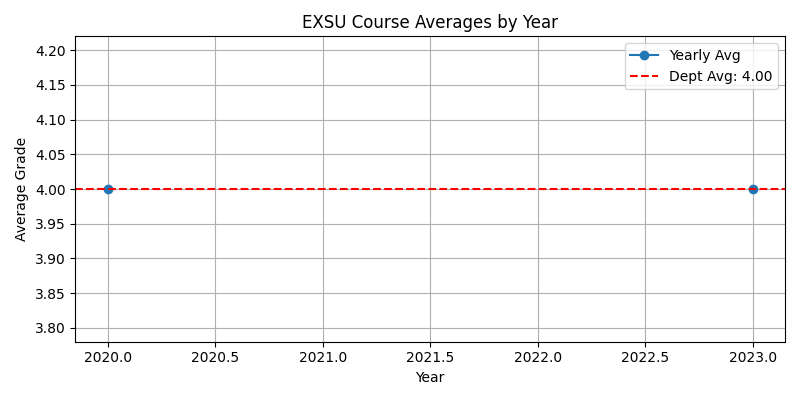 EXSU Course Averages by Year
Yearly Avg
Dept Avg: 4.00
Average Grade
4.20
4.15
4.10
4.05
4.00
3.95
3.90
3.85
3.80
2020.0 2020.5 2021.0 2021.5 2022.0 2022.5 2023.0
Year